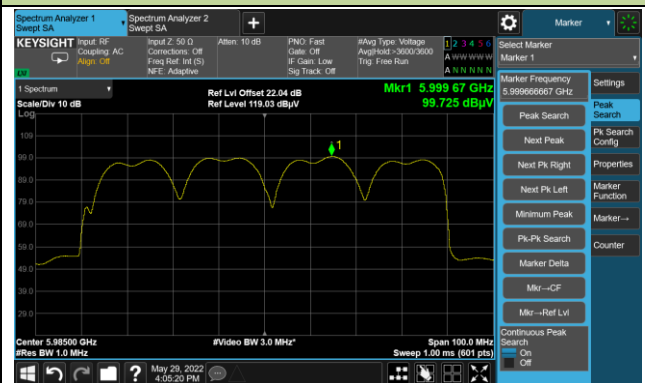 Spectrum Analyzer 1
Swept SA
Spectrum Analyzer 2
Swept SA
Marker
KEYSIGHT
Input: RF
Coupling: AC
Align: Off
Input Z: 50 Ω
Corrections: Off
Freq Ref: Int (S)
NFE: Adaptive
Atten: 10 dB
PNO: Fast
Gate: Off
IF Gain: Low
Sig Track: Off
#Avg Type: Voltage
Avg|Hold:>3600/3600
Trig: Free Run
1 2 3 4 5 6
A W W W W W
A N N N N N
Select Marker
Marker 1
1 Spectrum
Scale/Div 10 dB
Log
Ref Lvl Offset 22.04 dB
Ref Level 119.03 dBµV
Mkr1 5.999 67 GHz
99.725 dBµV
109
99.0
89.0
79.0
69.0
59.0
49.0
39.0
29.0
1
Center 5.98500 GHz
#Res BW 1.0 MHz
#Video BW 3.0 MHz*
Span 100.0 MHz
Sweep 1.00 ms (601 pts)
Marker Frequency
5.999666667 GHz
Peak Search
Next Peak
Next Pk Right
Next Pk Left
Minimum Peak
Pk-Pk Search
Marker Delta
Mkr→CF
Mkr→Ref Lvl
Continuous Peak
Search
On
Off
Settings
Peak
Search
Pk Search
Config
Properties
Marker
Function
Marker→
Counter
May 29, 2022
4:05:20 PM